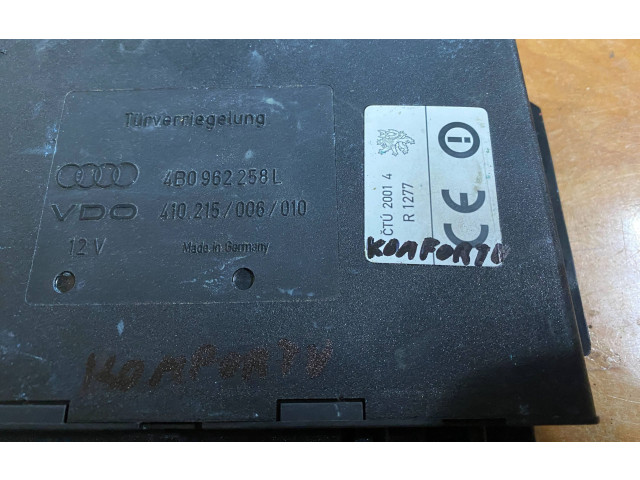 Türverriegelung
4B0 962 258 L
VDO 410.215/006/010
12 V Made in Germany
KOMFORTU
ČTÚ 2001 4
R 1277
CE
KOMFORTU